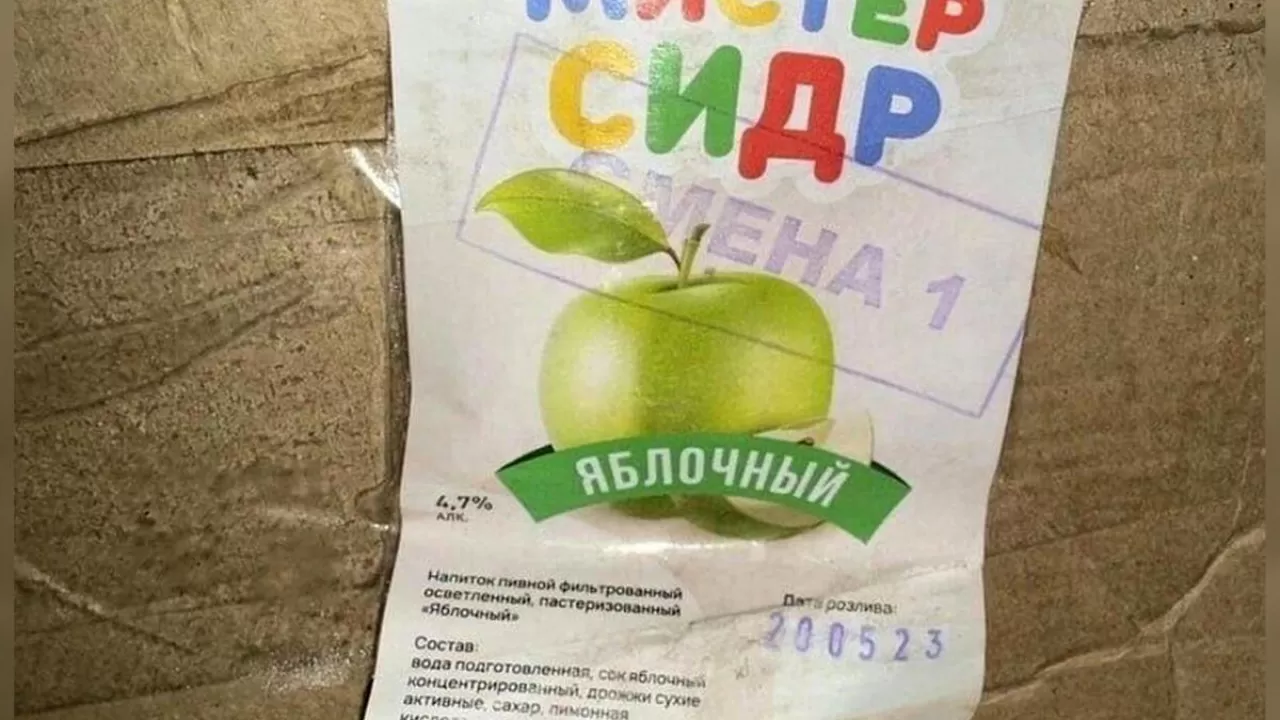 МИСТЕР
СИДР
СМЕНА 1
ЯБЛОЧНЫЙ
4,7%
АЛК.
Напиток пивной фильтрованный
осветленный, пастеризованный
«Яблочный»
Дата розлива:
200523
Состав:
вода подготовленная, сок яблочный
концентрированный, дрожжи сухие
активные, сахар, лимонная